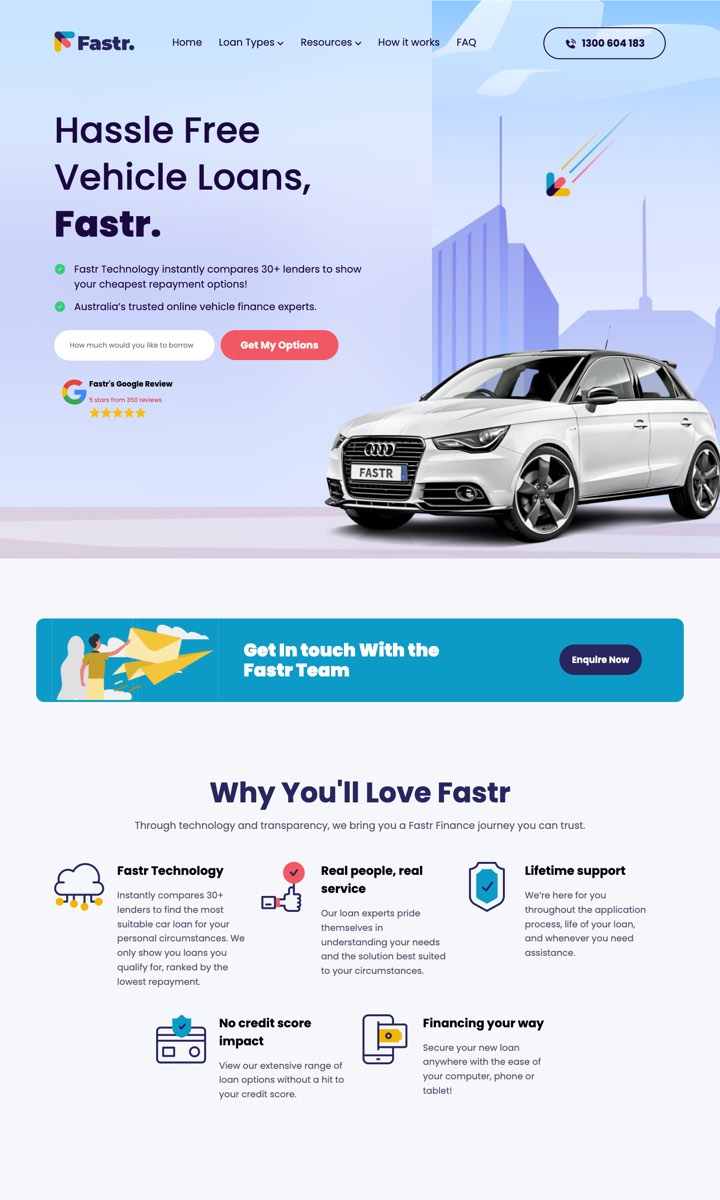 Fastr.
Home Loan Types Resources How it works FAQ
1300 604 183
Hassle Free
Vehicle Loans,
Fastr.
Fastr Technology instantly compares 30+ lenders to show
your cheapest repayment options!
Australia's trusted online vehicle finance experts.
How much would you like to borrow
Get My Options
Fastr's Google Review
5 stars from 350 reviews
FASTR
Get In touch With the
Fastr Team
Enquire Now
Why You'll Love Fastr
Through technology and transparency, we bring you a Fastr Finance journey you can trust.
Fastr Technology
Instantly compares 30+
lenders to find the most
suitable car loan for your
personal circumstances. We
only show you loans you
qualify for, ranked by the
lowest repayment.
Real people, real
service
Our loan experts pride
themselves in
understanding your needs
and the solution best suited
to your circumstances.
Lifetime support
We're here for you
throughout the application
process, life of your loan,
and whenever you need
assistance.
No credit score
impact
View our extensive range of
loan options without a hit to
your credit score.
Financing your way
Secure your new loan
anywhere with the ease of
your computer, phone or
tablet!